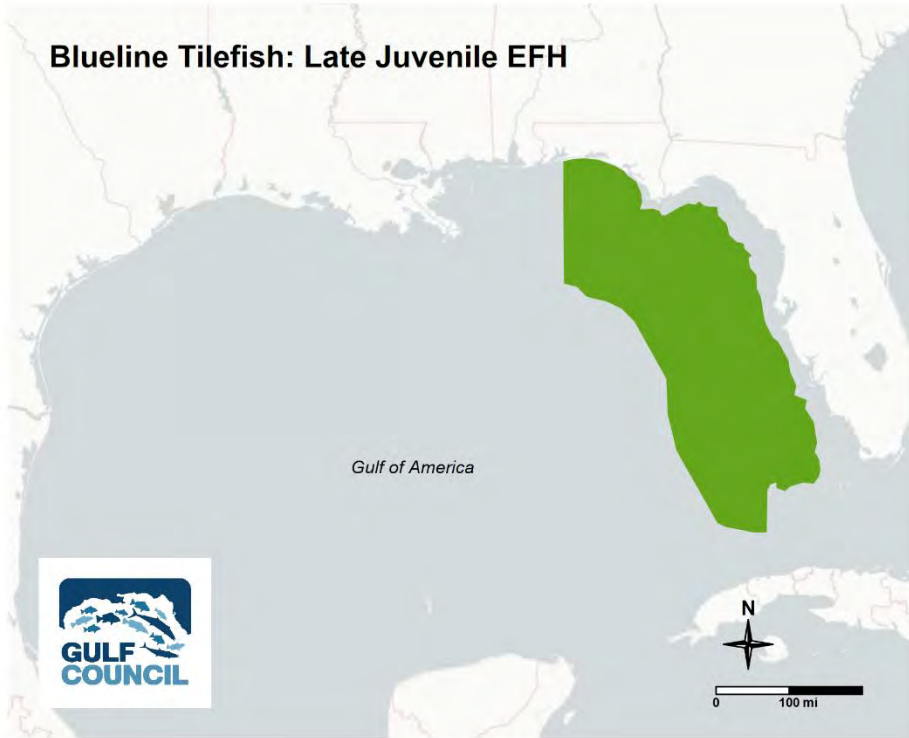 Blueline Tilefish: Late Juvenile EFH
Gulf of America
GULF
COUNCIL
N
0 100 mi